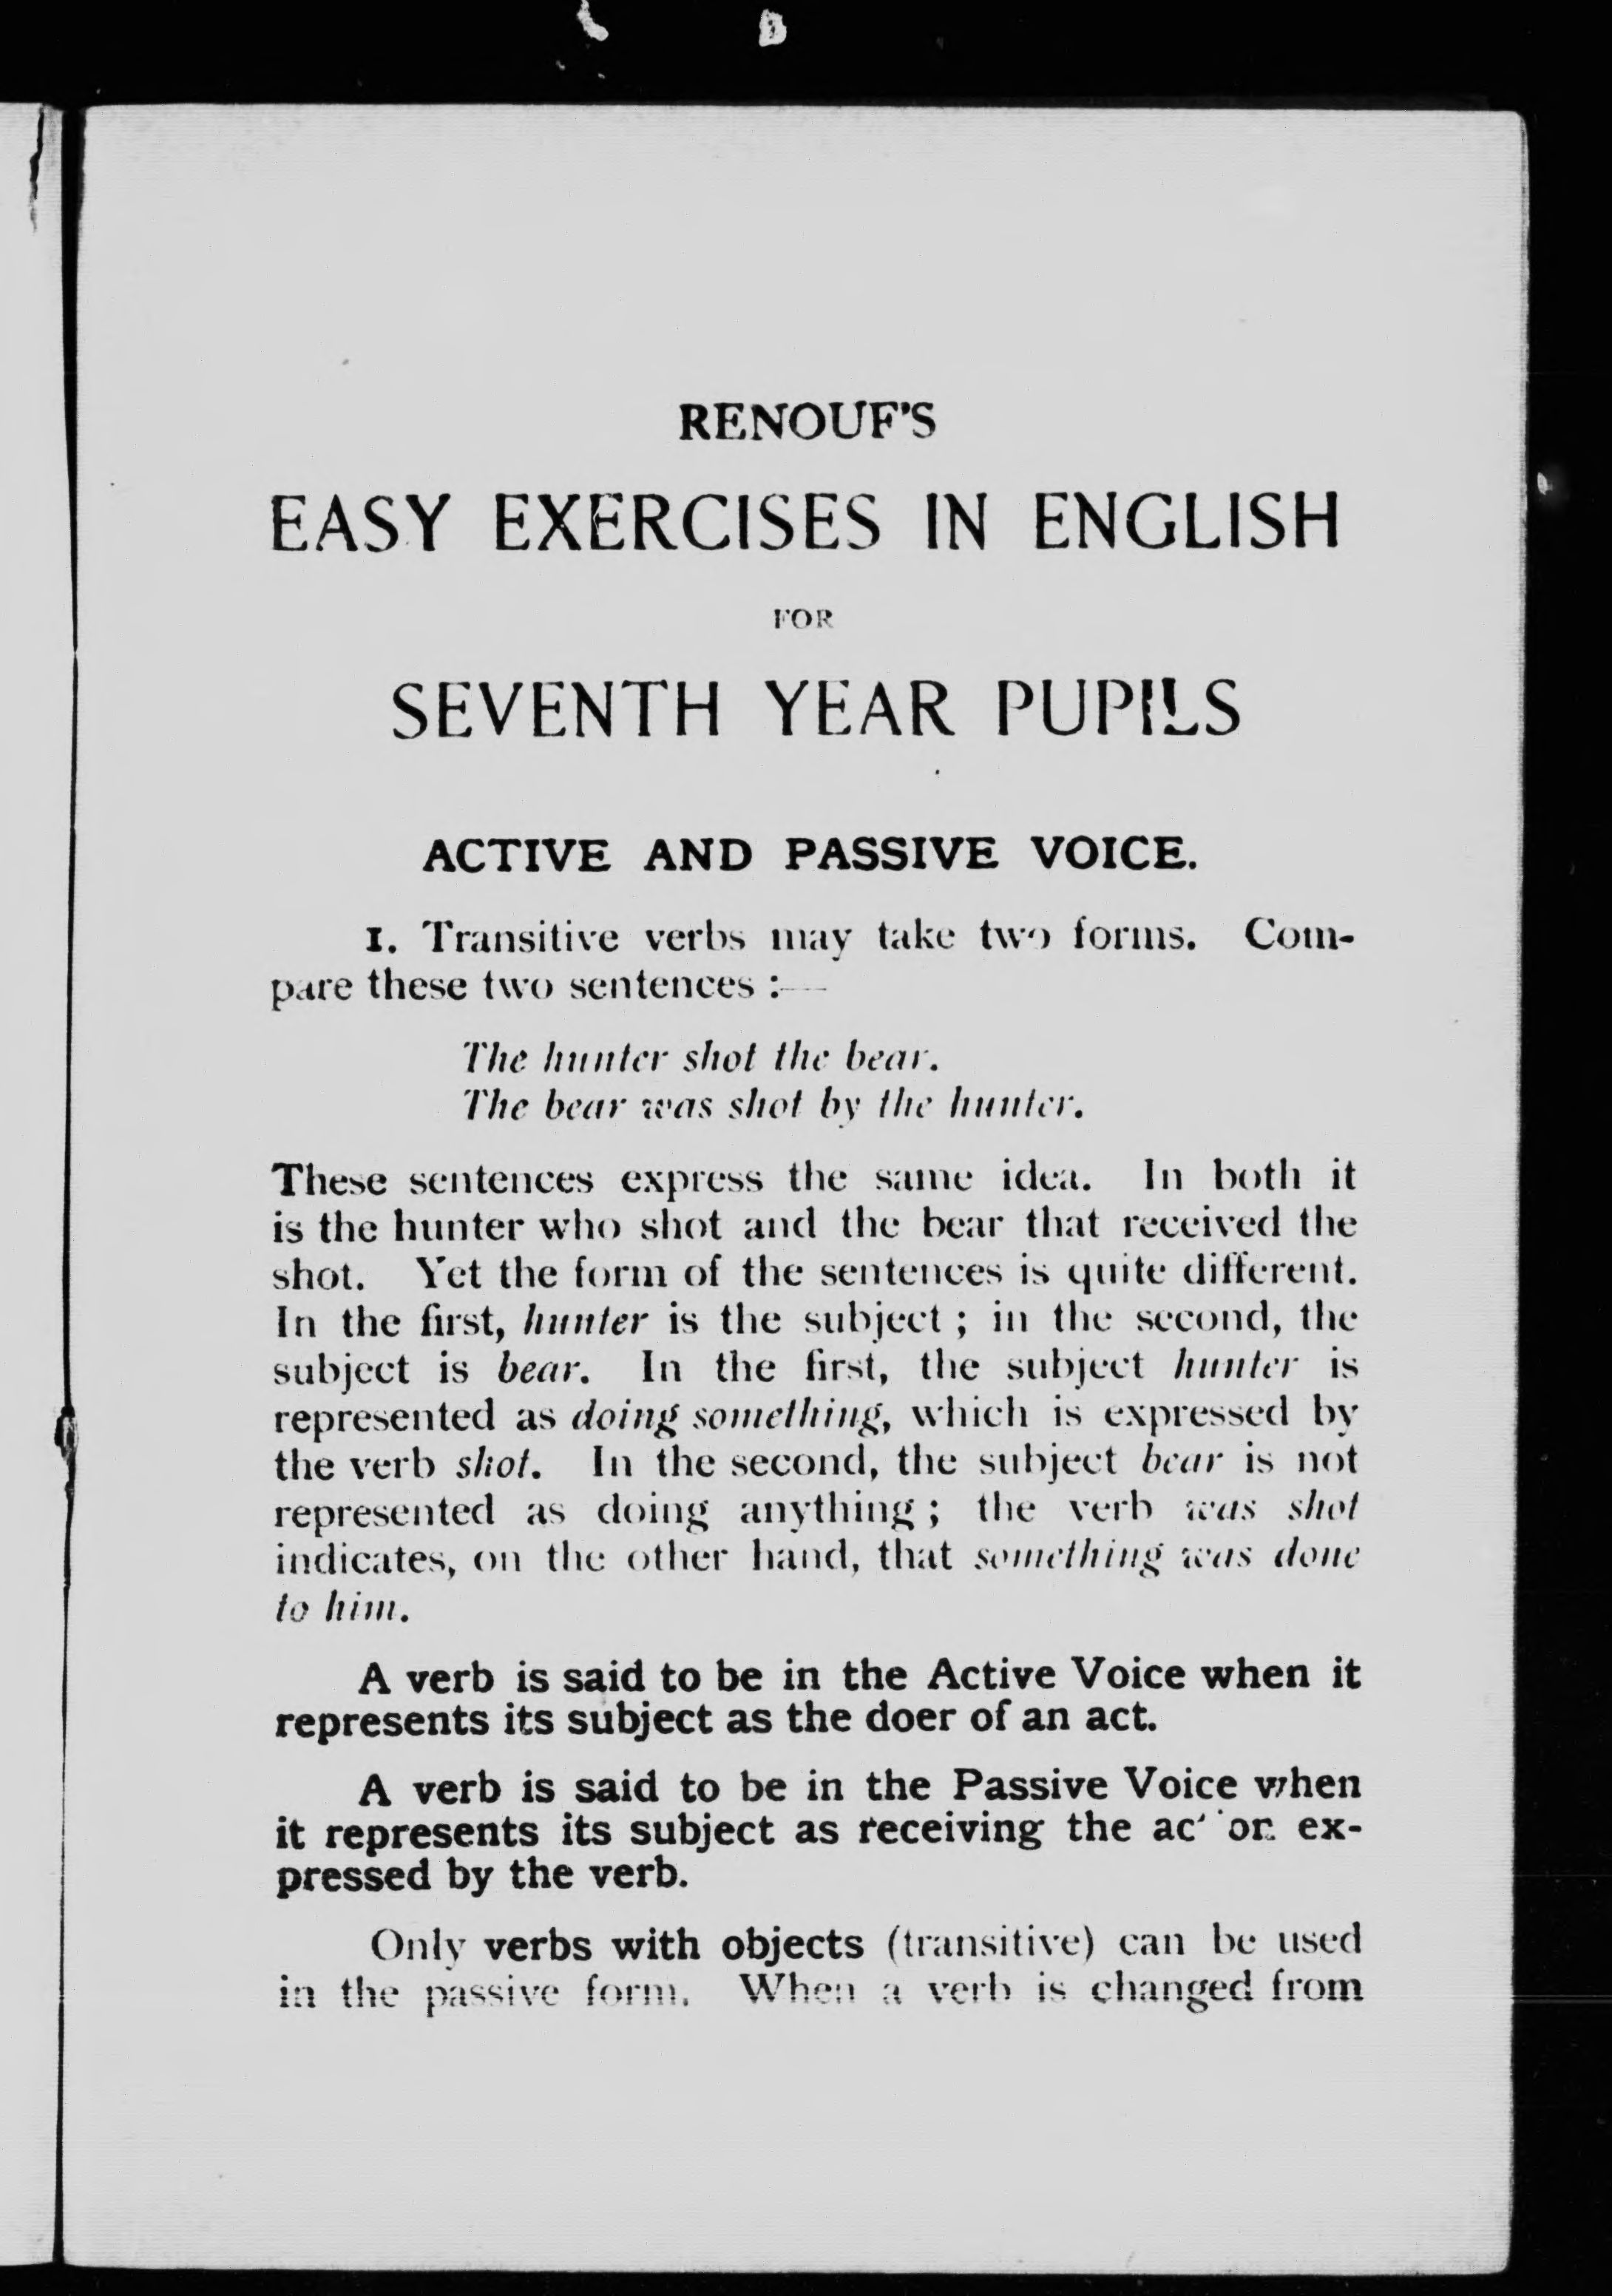 RENOUF'S
EASY EXERCISES IN ENGLISH
FOR
SEVENTH YEAR PUPILS
ACTIVE AND PASSIVE VOICE.
1. Transitive verbs may take two forms. Com-
pare these two sentences :—
The hunter shot the bear.
The bear was shot by the hunter.
These sentences express the same idea. In both it
is the hunter who shot and the bear that received the
shot. Yet the form of the sentences is quite different.
In the first, hunter is the subject ; in the second, the
subject is bear. In the first, the subject hunter is
represented as doing something, which is expressed by
the verb shot. In the second, the subject bear is not
represented as doing anything ; the verb was shot
indicates, on the other hand, that something was done
to him.
A verb is said to be in the Active Voice when it
represents its subject as the doer of an act.
A verb is said to be in the Passive Voice when
it represents its subject as receiving the action ex-
pressed by the verb.
Only verbs with objects (transitive) can be used
in the passive form. When a verb is changed from